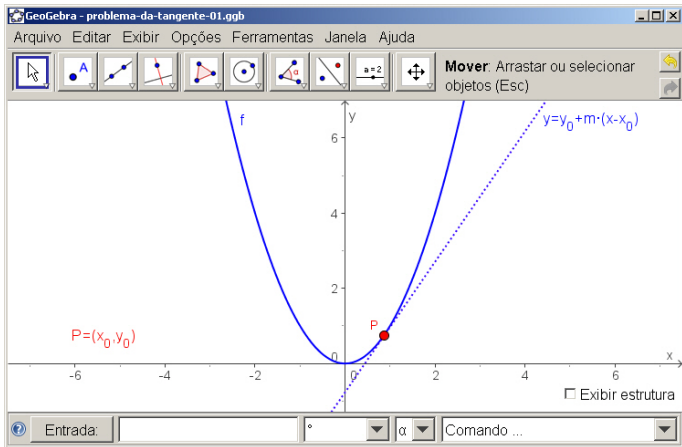 GeoGebra - problema-da-tangente-01.ggb
Arquivo Editar Exibir Opções Ferramentas Janela Ajuda
A
α
a=2
Mover: Arrastar ou selecionar
objetos (Esc)
f
y
y=y₀+m·(x-x₀)
6
4
2
0
P
P=(x₀,y₀)
x
-6 -4 -2 0 2 4 6
Exibir estrutura
Entrada:
°
α
Comando ...